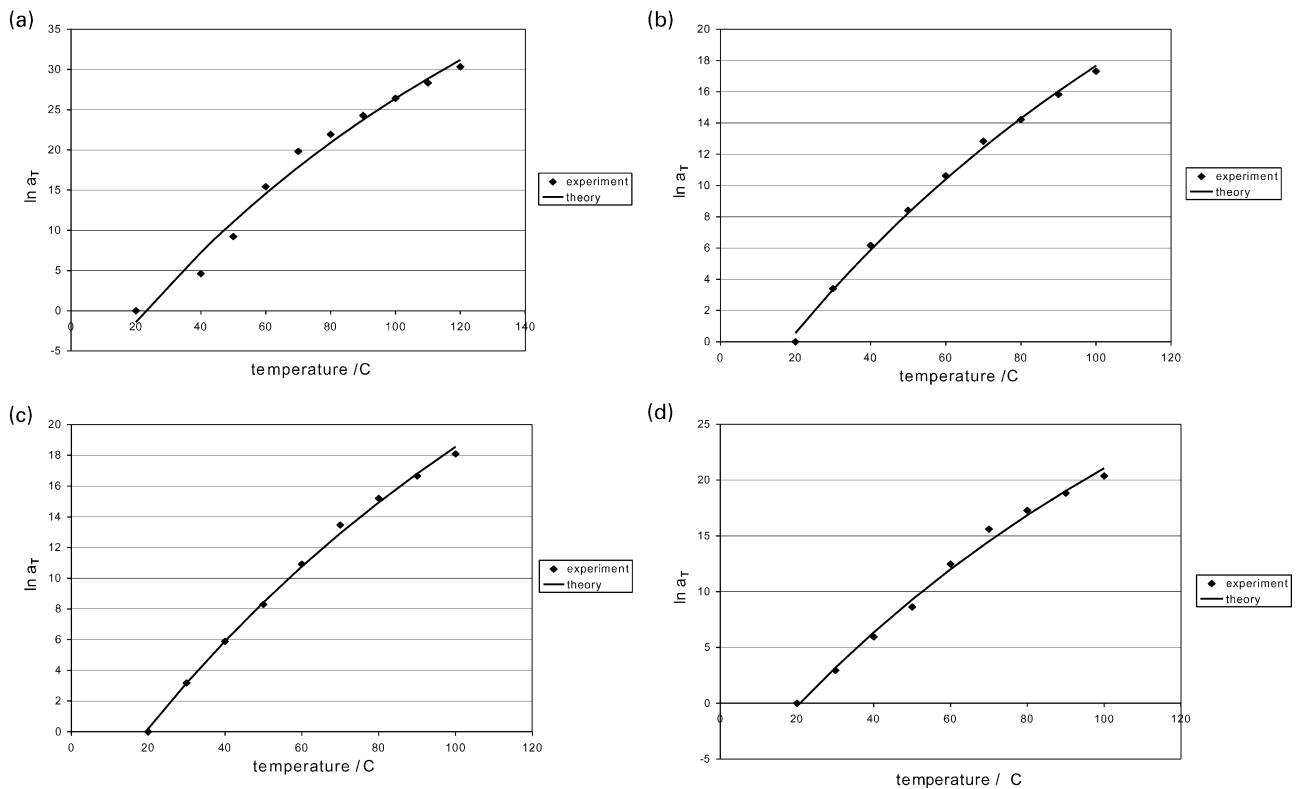 (a)
35
30
25
20
15
10
5
0
-5
0 20 40 60 80 100 120 140
ln aT
temperature /C
experiment
theory
(b)
20
18
16
14
12
10
8
6
4
2
0
0 20 40 60 80 100 120
ln aT
temperature /C
experiment
theory
(c)
20
18
16
14
12
10
8
6
4
2
0
0 20 40 60 80 100 120
ln aT
temperature / C
experiment
theory
(d)
25
20
15
10
5
0
-5
0 20 40 60 80 100 120
ln aT
temperature / C
experiment
theory